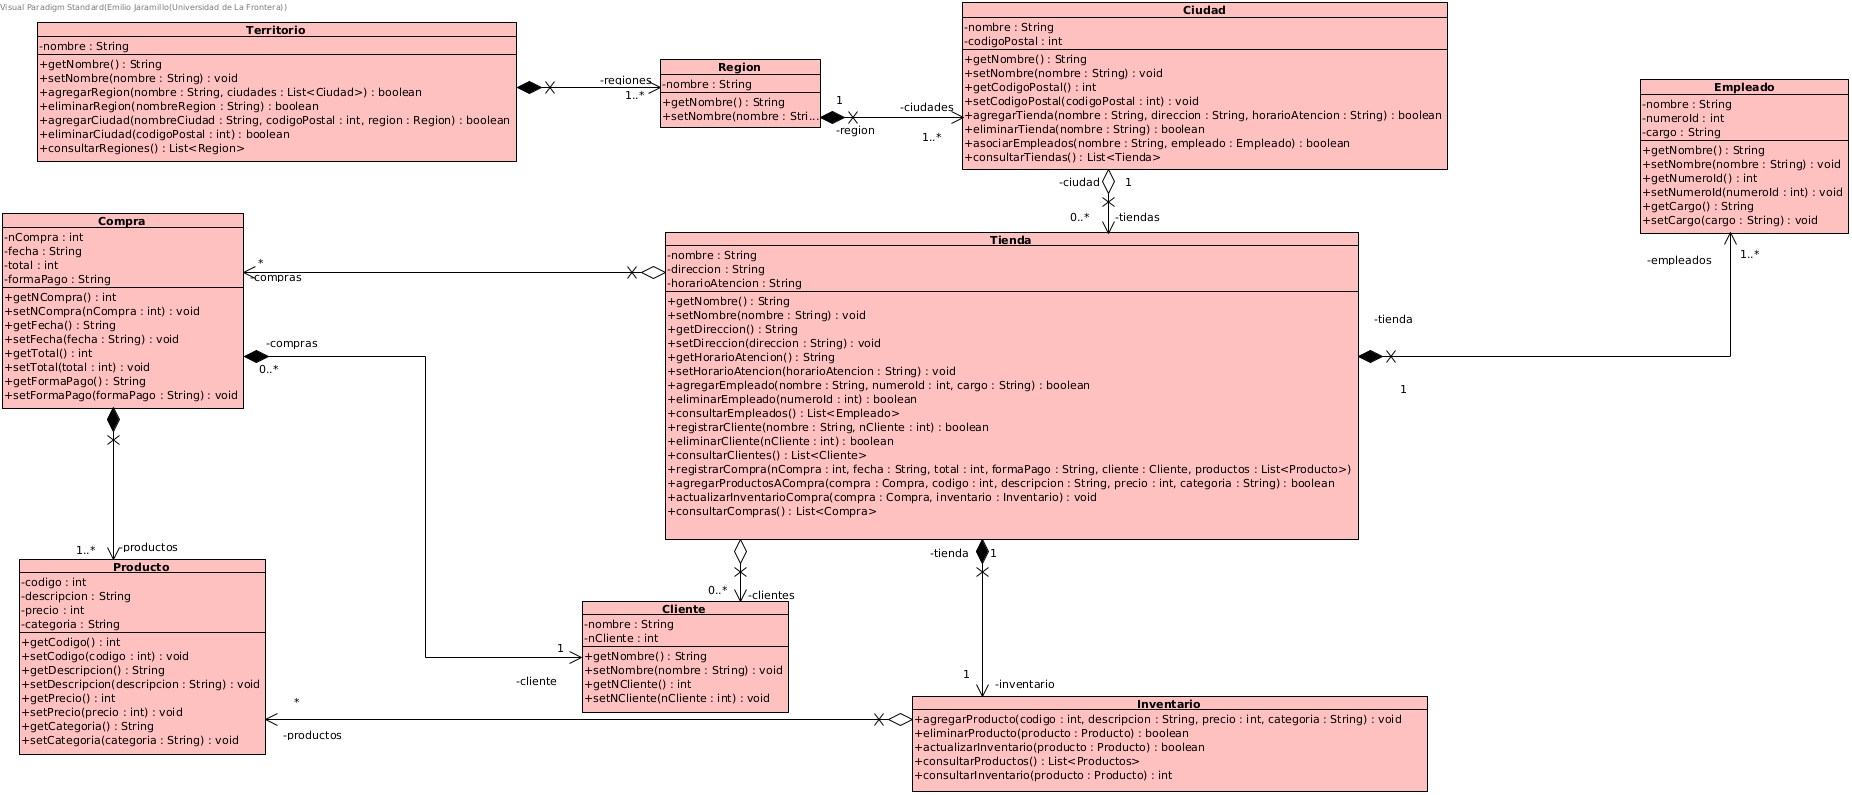 Visual Paradigm Standard(Emilio Jaramillo(Universidad de La Frontera))
Territorio
-nombre : String
+getNombre() : String
+setNombre(nombre : String) : void
+agregarRegion(nombre : String, ciudades : List<Ciudad>) : boolean
+eliminarRegion(nombreRegion : String) : boolean
+agregarCiudad(nombreCiudad : String, codigoPostal : int, region : Region) : boolean
+eliminarCiudad(codigoPostal : int) : boolean
+consultarRegiones() : List<Region>
-regiones
1..*
Region
-nombre : String
+getNombre() : String
+setNombre(nombre : Stri...
1
-region
-ciudades
1..*
Ciudad
-nombre : String
-codigoPostal : int
+getNombre() : String
+setNombre(nombre : String) : void
+getCodigoPostal() : int
+setCodigoPostal(codigoPostal : int) : void
+agregarTienda(nombre : String, direccion : String, horarioAtencion : String) : boolean
+eliminarTienda(nombre : String) : boolean
+asociarEmpleados(nombre : String, empleado : Empleado) : boolean
+consultarTiendas() : List<Tienda>
-ciudad
1
0..*
-tiendas
Empleado
-nombre : String
-numeroId : int
-cargo : String
+getNombre() : String
+setNombre(nombre : String) : void
+getNumeroId() : int
+setNumeroId(numeroId : int) : void
+getCargo() : String
+setCargo(cargo : String) : void
-empleados
1..*
-tienda
1
Compra
-nCompra : int
-fecha : String
-total : int
-formaPago : String
+getNCompra() : int
+setNCompra(nCompra : int) : void
+getFecha() : String
+setFecha(fecha : String) : void
+getTotal() : int
+setTotal(total : int) : void
+getFormaPago() : String
+setFormaPago(formaPago : String) : void
*
-compras
-compras
0..*
Tienda
-nombre : String
-direccion : String
-horarioAtencion : String
+getNombre() : String
+setNombre(nombre : String) : void
+getDireccion() : String
+setDireccion(direccion : String) : void
+getHorarioAtencion() : String
+setHorarioAtencion(horarioAtencion : String) : void
+agregarEmpleado(nombre : String, numeroId : int, cargo : String) : boolean
+eliminarEmpleado(numeroId : int) : boolean
+consultarEmpleados() : List<Empleado>
+registrarCliente(nombre : String, nCliente : int) : boolean
+eliminarCliente(nCliente : int) : boolean
+consultarClientes() : List<Cliente>
+registrarCompra(nCompra : int, fecha : String, total : int, formaPago : String, cliente : Cliente, productos : List<Producto>)
+agregarProductosACompra(compra : Compra, codigo : int, descripcion : String, precio : int, categoria : String) : boolean
+actualizarInventarioCompra(compra : Compra, inventario : Inventario) : void
+consultarCompras() : List<Compra>
1..*
-productos
Producto
-codigo : int
-descripcion : String
-precio : int
-categoria : String
+getCodigo() : int
+setCodigo(codigo : int) : void
+getDescripcion() : String
+setDescripcion(descripcion : String) : void
+getPrecio() : int
+setPrecio(precio : int) : void
+getCategoria() : String
+setCategoria(categoria : String) : void
0..*
-clientes
1
-cliente
Cliente
-nombre : String
-nCliente : int
+getNombre() : String
+setNombre(nombre : String) : void
+getNCliente() : int
+setNCliente(nCliente : int) : void
-tienda
1
1
-inventario
*
-productos
Inventario
+agregarProducto(codigo : int, descripcion : String, precio : int, categoria : String) : void
+eliminarProducto(producto : Producto) : boolean
+actualizarInventario(producto : Producto) : boolean
+consultarProductos() : List<Productos>
+consultarInventario(producto : Producto) : int